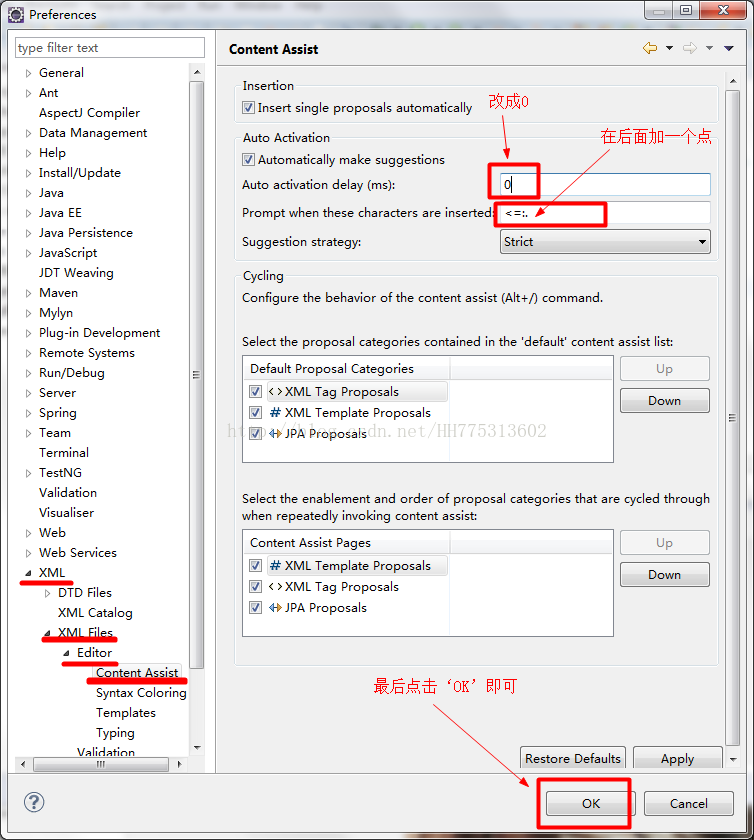 Preferences
type filter text
General
Ant
AspectJ Compiler
Data Management
Help
Install/Update
Java
Java EE
Java Persistence
JavaScript
JDT Weaving
Maven
Mylyn
Plug-in Development
Remote Systems
Run/Debug
Server
Spring
Team
Terminal
TestNG
Validation
Visualiser
Web
Web Services
XML
DTD Files
XML Catalog
XML Files
Editor
Content Assist
Syntax Coloring
Templates
Typing
Validation
Content Assist
Insertion
Insert single proposals automatically
改成0
Auto Activation
在后面加一个点
Automatically make suggestions
Auto activation delay (ms): 0
Prompt when these characters are inserted: <=:.
Suggestion strategy: Strict
Cycling
Configure the behavior of the content assist (Alt+/) command.
Select the proposal categories contained in the 'default' content assist list:
Default Proposal Categories
Up
XML Tag Proposals
Down
XML Template Proposals
JPA Proposals
http://blog.csdn.net/HH775313602
Select the enablement and order of proposal categories that are cycled through
when repeatedly invoking content assist:
Content Assist Pages
Up
XML Template Proposals
Down
XML Tag Proposals
JPA Proposals
最后点击‘OK’即可
Restore Defaults
Apply
OK
Cancel